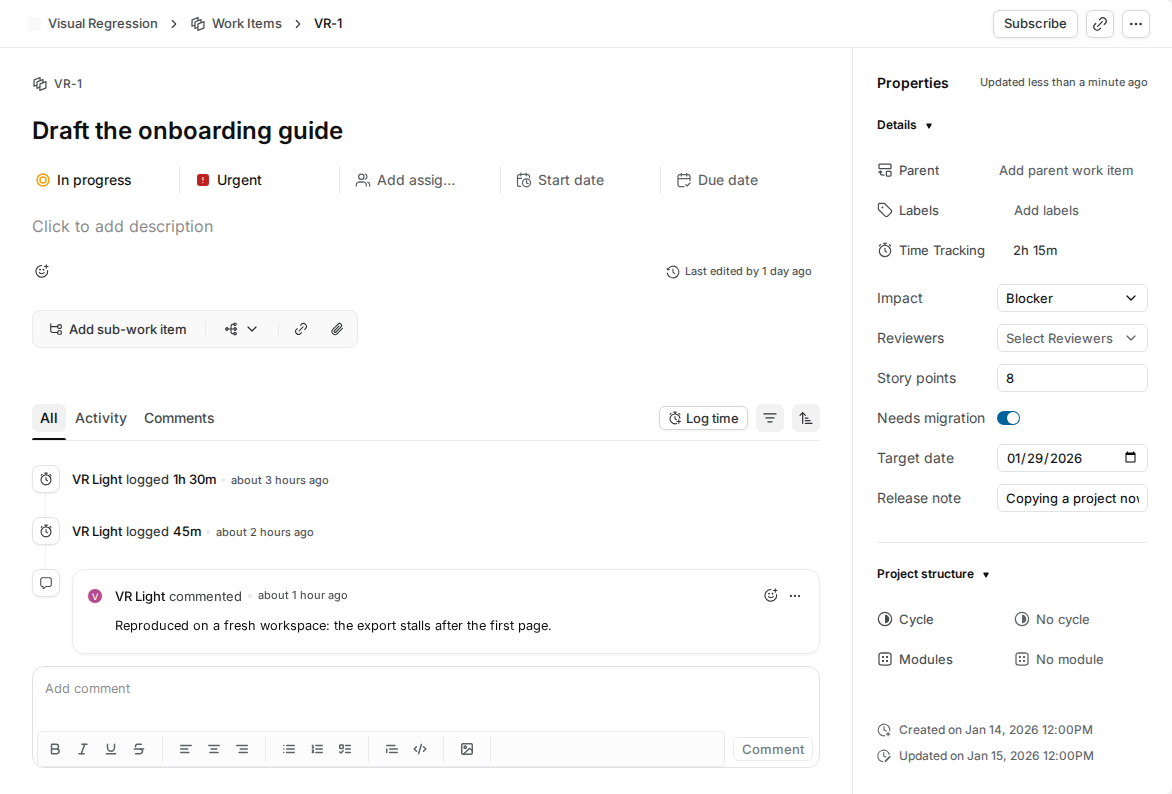 Visual Regression > Work Items > VR-1
Subscribe
VR-1
Draft the onboarding guide
In progress
Urgent
Add assig...
Start date
Due date
Click to add description
Last edited by 1 day ago
Add sub-work item
All
Activity
Comments
Log time
VR Light logged 1h 30m · about 3 hours ago
VR Light logged 45m · about 2 hours ago
V
VR Light commented · about 1 hour ago
Reproduced on a fresh workspace: the export stalls after the first page.
Add comment
Comment
Properties
Updated less than a minute ago
Details
Parent
Add parent work item
Labels
Add labels
Time Tracking
2h 15m
Impact
Blocker
Reviewers
Select Reviewers
Story points
8
Needs migration
Target date
01/29/2026
Release note
Copying a project
Project structure
Cycle
No cycle
Modules
No module
Created on Jan 14, 2026 12:00PM
Updated on Jan 15, 2026 12:00PM